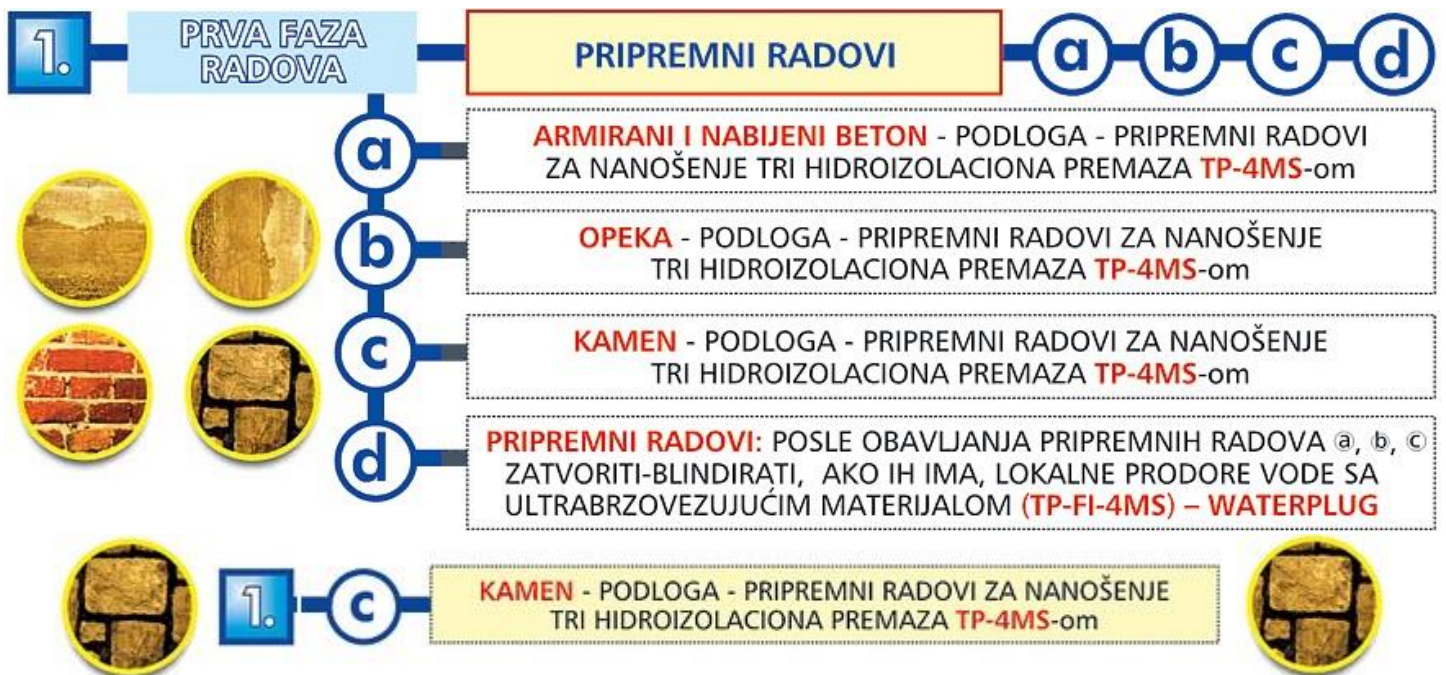 1.
PRVA FAZA
RADOVA
PRIPREMNI RADOVI
a b c d
a
ARMIRANI I NABIJENI BETON - PODLOGA - PRIPREMNI RADOVI
ZA NANOŠENJE TRI HIDROIZOLACIONA PREMAZA TP-4MS-om
b
OPEKA - PODLOGA - PRIPREMNI RADOVI ZA NANOŠENJE
TRI HIDROIZOLACIONA PREMAZA TP-4MS-om
c
KAMEN - PODLOGA - PRIPREMNI RADOVI ZA NANOŠENJE
TRI HIDROIZOLACIONA PREMAZA TP-4MS-om
d
PRIPREMNI RADOVI: POSLE OBAVLJANJA PRIPREMNIH RADOVA ⓐ, ⓑ, ⓒ
ZATVORITI-BLINDIRATI, AKO IH IMA, LOKALNE PRODORE VODE SA
ULTRABRZOVEZUJUĆIM MATERIJALOM (TP-FI-4MS) – WATERPLUG
1. c
KAMEN - PODLOGA - PRIPREMNI RADOVI ZA NANOŠENJE
TRI HIDROIZOLACIONA PREMAZA TP-4MS-om